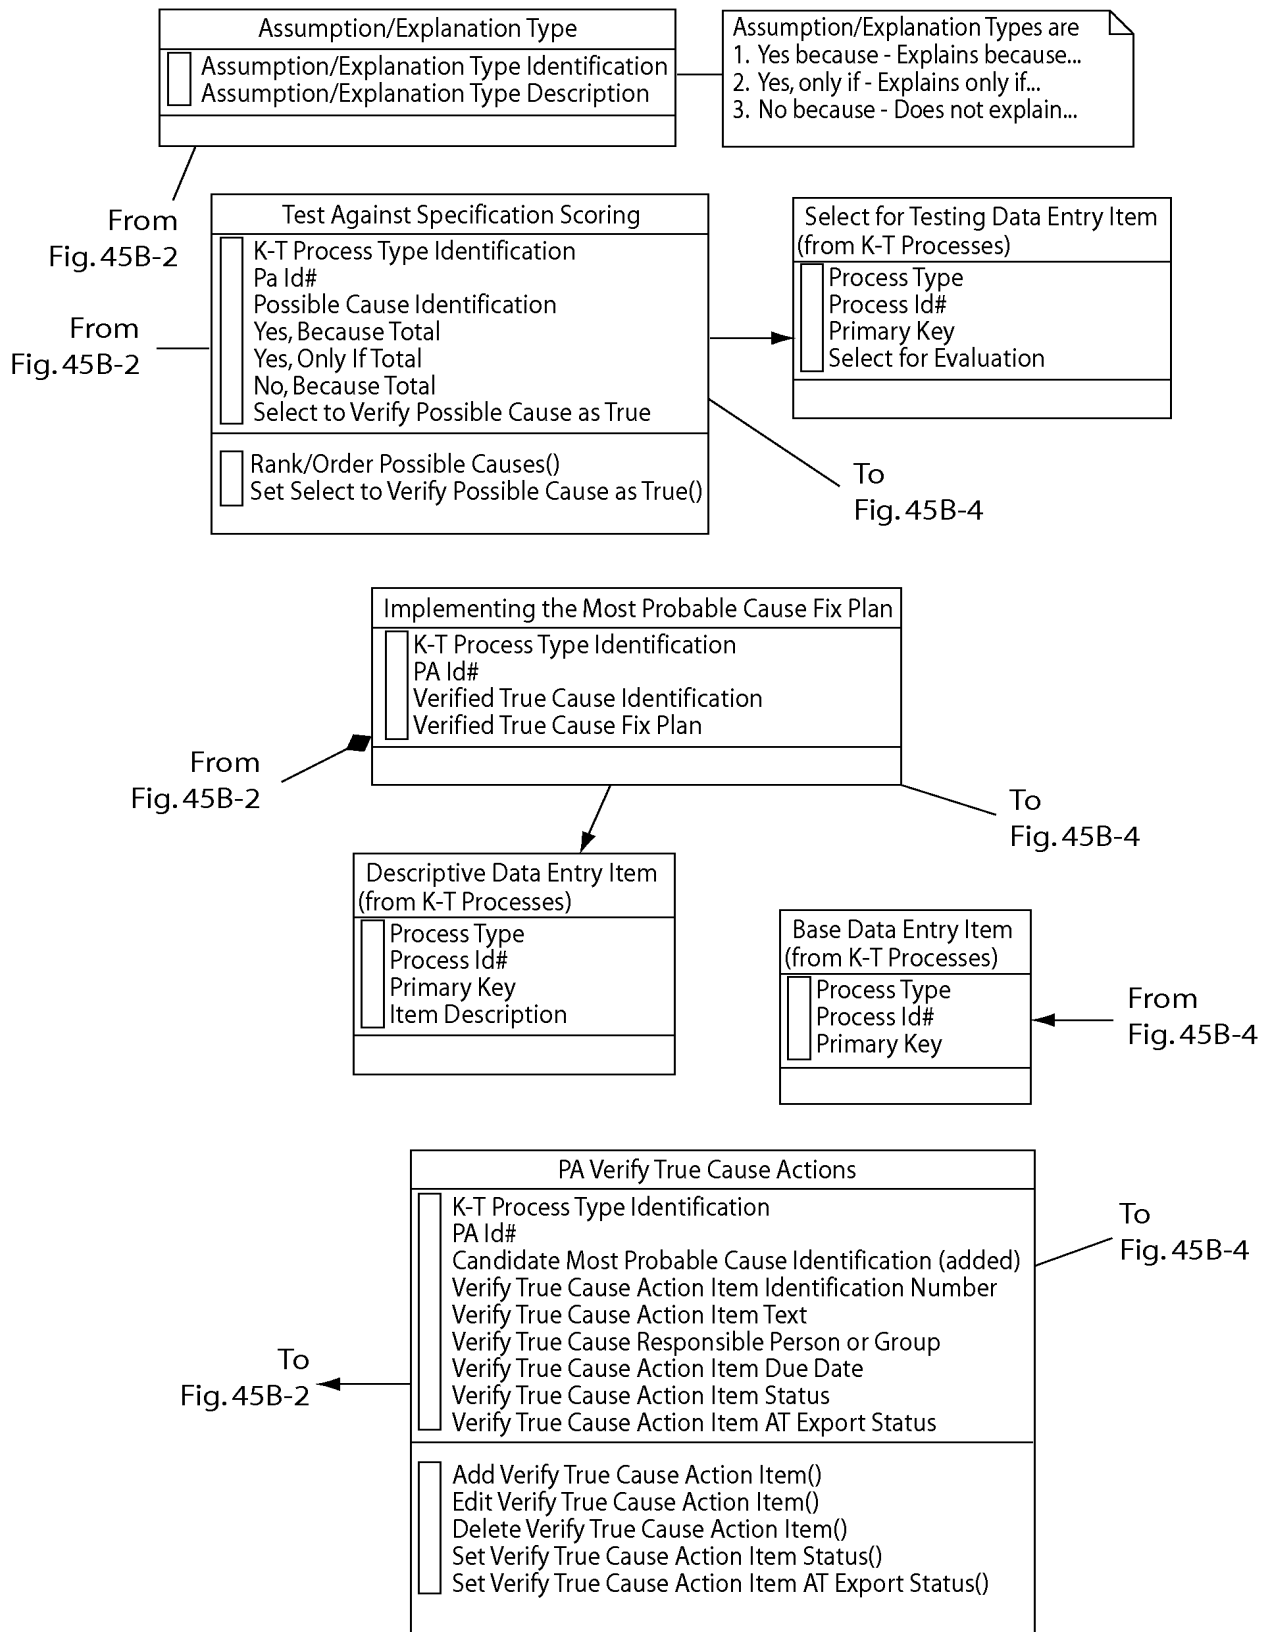 Assumption/Explanation Type
Assumption/Explanation Type Identification
Assumption/Explanation Type Description
Assumption/Explanation Types are
1. Yes because - Explains because...
2. Yes, only if - Explains only if...
3. No because - Does not explain...
From
Fig. 45B-2
Test Against Specification Scoring
K-T Process Type Identification
Pa Id#
Possible Cause Identification
Yes, Because Total
Yes, Only If Total
No, Because Total
Select to Verify Possible Cause as True
Rank/Order Possible Causes()
Set Select to Verify Possible Cause as True()
From
Fig. 45B-2
Select for Testing Data Entry Item
(from K-T Processes)
Process Type
Process Id#
Primary Key
Select for Evaluation
To
Fig. 45B-4
Implementing the Most Probable Cause Fix Plan
K-T Process Type Identification
PA Id#
Verified True Cause Identification
Verified True Cause Fix Plan
From
Fig. 45B-2
To
Fig. 45B-4
Descriptive Data Entry Item
(from K-T Processes)
Process Type
Process Id#
Primary Key
Item Description
Base Data Entry Item
(from K-T Processes)
Process Type
Process Id#
Primary Key
From
Fig. 45B-4
PA Verify True Cause Actions
K-T Process Type Identification
PA Id#
Candidate Most Probable Cause Identification (added)
Verify True Cause Action Item Identification Number
Verify True Cause Action Item Text
Verify True Cause Responsible Person or Group
Verify True Cause Action Item Due Date
Verify True Cause Action Item Status
Verify True Cause Action Item AT Export Status
Add Verify True Cause Action Item()
Edit Verify True Cause Action Item()
Delete Verify True Cause Action Item()
Set Verify True Cause Action Item Status()
Set Verify True Cause Action Item AT Export Status()
To
Fig. 45B-4
To
Fig. 45B-2